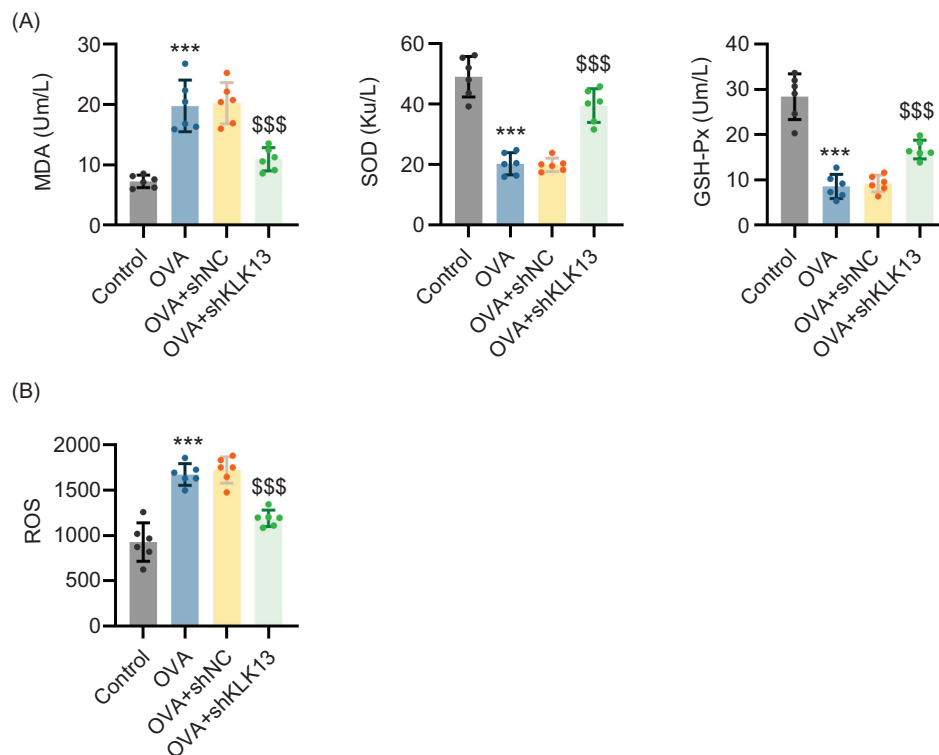 (A)
MDA (Um/L)
30
20
10
0
***
$$$
Control
OVA
OVA+shNC
OVA+shKLK13
SOD (Ku/L)
60
40
20
0
***
$$$
Control
OVA
OVA+shNC
OVA+shKLK13
GSH-Px (Um/L)
40
30
20
10
0
***
$$$
Control
OVA
OVA+shNC
OVA+shKLK13
(B)
ROS
2000
1500
1000
500
0
***
$$$
Control
OVA
OVA+shNC
OVA+shKLK13